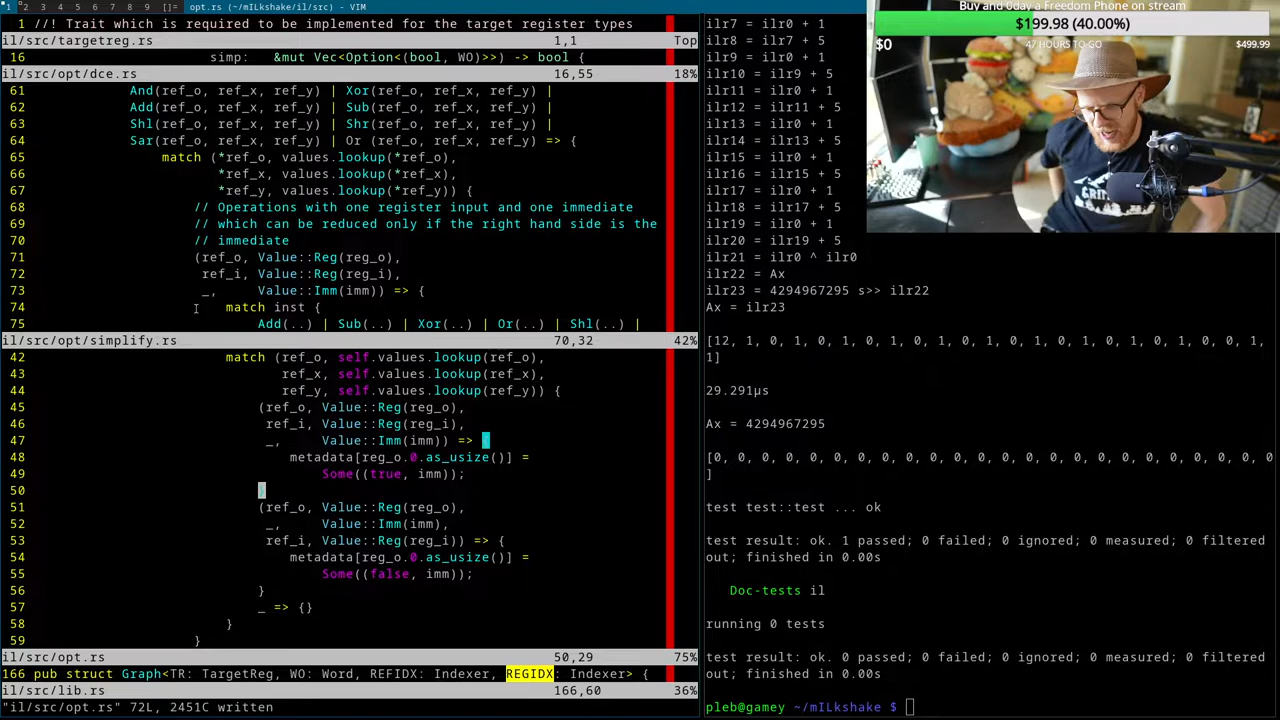 1 2 3 4 5 6 7 8 9 []= opt.rs (~/mILkshake/il/src) - VIM
1 //! Trait which is required to be implemented for the target register types
il/src/targetreg.rs 1,1 Top
16 simp: &mut Vec<Option<(bool, WO)>>) -> bool {
il/src/opt/dce.rs 16,55 18%
61 And(ref_o, ref_x, ref_y) | Xor(ref_o, ref_x, ref_y) |
62 Add(ref_o, ref_x, ref_y) | Sub(ref_o, ref_x, ref_y) |
63 Shl(ref_o, ref_x, ref_y) | Shr(ref_o, ref_x, ref_y) |
64 Sar(ref_o, ref_x, ref_y) | Or (ref_o, ref_x, ref_y) => {
65 match (*ref_o, values.lookup(*ref_o),
66 *ref_x, values.lookup(*ref_x),
67 *ref_y, values.lookup(*ref_y)) {
68 // Operations with one register input and one immediate
69 // which can be reduced only if the right hand side is the
70 // immediate
71 (ref_o, Value::Reg(reg_o),
72 ref_i, Value::Reg(reg_i),
73 _, Value::Imm(imm)) => {
74 match inst {
75 Add(..) | Sub(..) | Xor(..) | Or(..) | Shl(..) |
il/src/opt/simplify.rs 70,32 42%
42 match (ref_o, self.values.lookup(ref_o),
43 ref_x, self.values.lookup(ref_x),
44 ref_y, self.values.lookup(ref_y)) {
45 (ref_o, Value::Reg(reg_o),
46 ref_i, Value::Reg(reg_i),
47 _, Value::Imm(imm)) => {
48 metadata[reg_o.0.as_usize()] =
49 Some((true, imm));
50 }
51 (ref_o, Value::Reg(reg_o),
52 _, Value::Imm(imm),
53 ref_i, Value::Reg(reg_i)) => {
54 metadata[reg_o.0.as_usize()] =
55 Some((false, imm));
56 }
57 _ => {}
58 }
59 }
il/src/opt.rs 50,29 75%
166 pub struct Graph<TR: TargetReg, WO: Word, REFIDX: Indexer, REGIDX: Indexer> {
il/src/lib.rs 166,60 36%
"il/src/opt.rs" 72L, 2451C written
ilr7 = ilr0 + 1
ilr8 = ilr7 + 5
ilr9 = ilr0 + 1
ilr10 = ilr9 + 5
ilr11 = ilr0 + 1
ilr12 = ilr11 + 5
ilr13 = ilr0 + 1
ilr14 = ilr13 + 5
ilr15 = ilr0 + 1
ilr16 = ilr15 + 5
ilr17 = ilr0 + 1
ilr18 = ilr17 + 5
ilr19 = ilr0 + 1
ilr20 = ilr19 + 5
ilr21 = ilr0 ^ ilr0
ilr22 = Ax
ilr23 = 4294967295 s>> ilr22
Ax = ilr23
[12, 1, 0, 1, 0, 1, 0, 1, 0, 1, 0, 1, 0, 1, 0, 1, 0, 1, 0, 1, 0, 0, 1,
1]
29.291µs
Ax = 4294967295
[0, 0, 0, 0, 0, 0, 0, 0, 0, 0, 0, 0, 0, 0, 0, 0, 0, 0, 0, 0, 0, 0, 0, 0
]
test test::test ... ok
test result: ok. 1 passed; 0 failed; 0 ignored; 0 measured; 0 filtered
out; finished in 0.00s
Doc-tests il
running 0 tests
test result: ok. 0 passed; 0 failed; 0 ignored; 0 measured; 0 filtered
out; finished in 0.00s
pleb@gamey ~/mILkshake $
Buy and 0day a Freedom Phone on stream
$199.98 (40.00%)
$0 47 HOURS TO GO $499.99
GRIT